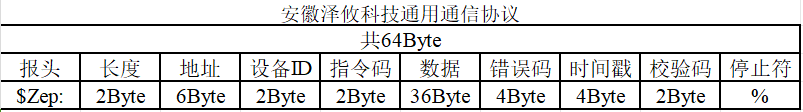 安徽泽攸科技通用通信协议
共64Byte
报头 长度 地址 设备ID 指令码 数据 错误码 时间戳 校验码 停止符
$Zep: 2Byte 6Byte 2Byte 2Byte 36Byte 4Byte 4Byte 2Byte %